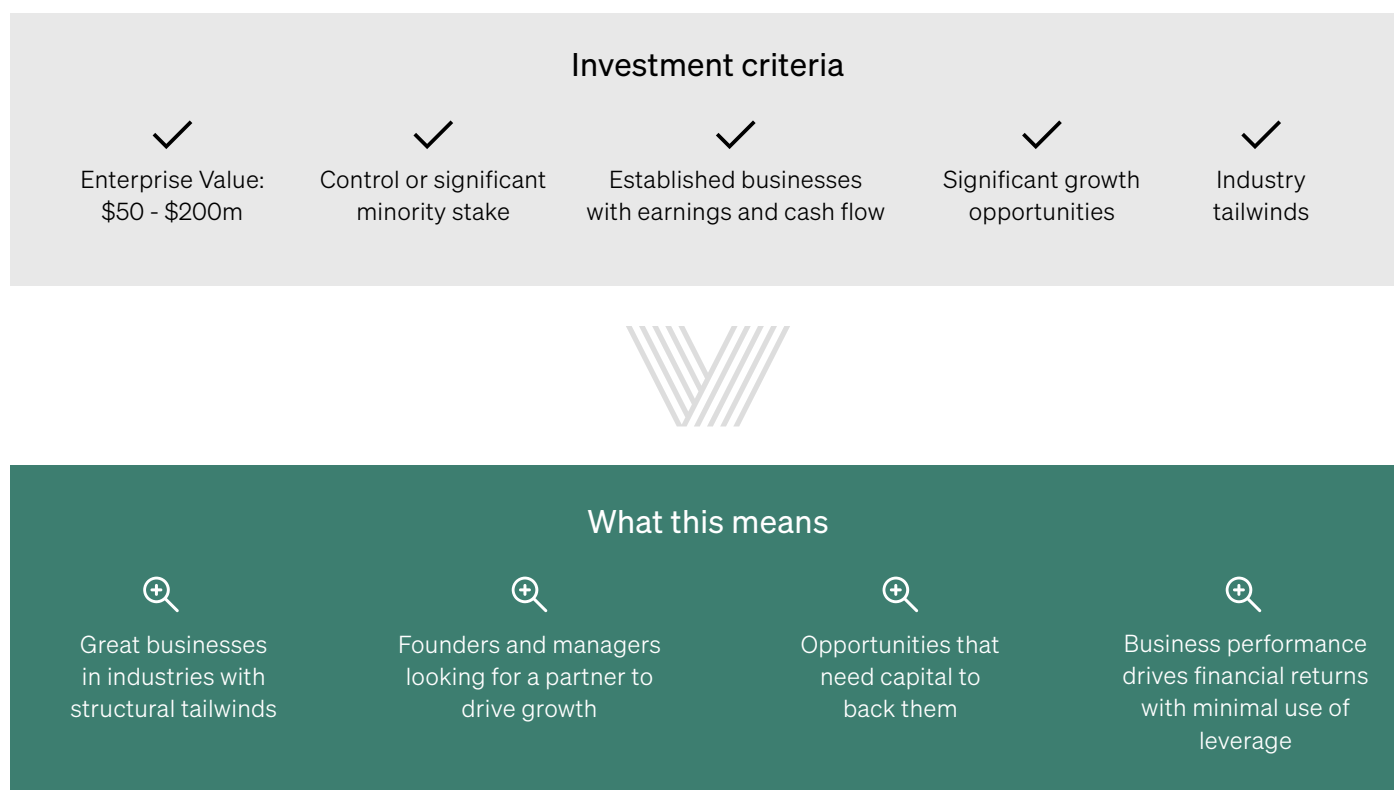 Investment criteria
Enterprise Value:
$50 - $200m
Control or significant
minority stake
Established businesses
with earnings and cash flow
Significant growth
opportunities
Industry
tailwinds
What this means
Great businesses
in industries with
structural tailwinds
Founders and managers
looking for a partner to
drive growth
Opportunities that
need capital to
back them
Business performance
drives financial returns
with minimal use of
leverage